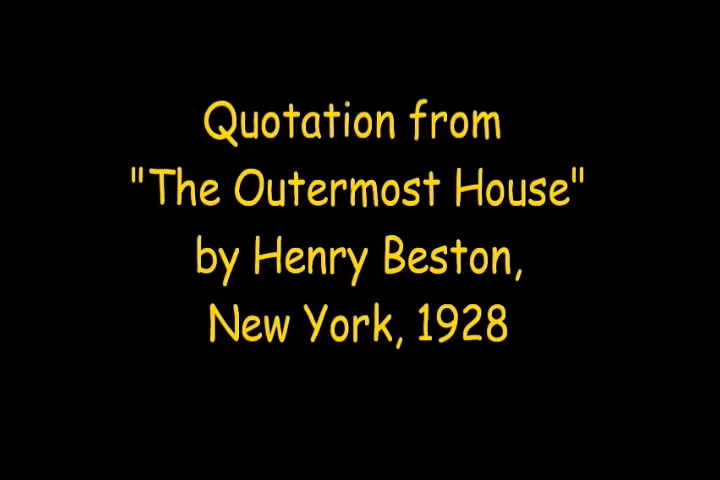 Quotation from
"The Outermost House"
by Henry Beston,
New York, 1928